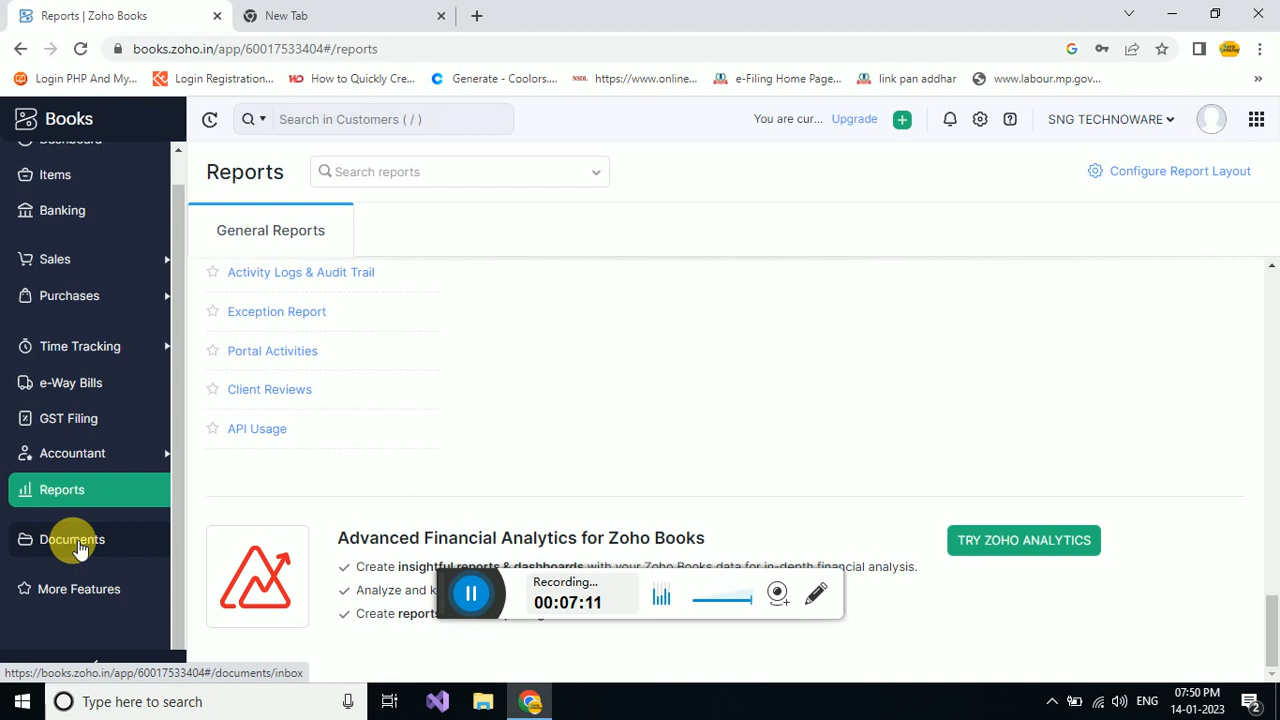 Reports | Zoho Books
New Tab
books.zoho.in/app/60017533404#/reports
Login PHP And My...
Login Registration...
How to Quickly Cre...
Generate - Coolors....
NSDL https://www.online...
e-Filing Home Page...
link pan addhar
www.labour.mp.gov...
»
Books
Search in Customers ( / )
You are cur... Upgrade
SNG TECHNOWARE
Dashboard
Items
Banking
Sales
Purchases
Time Tracking
e-Way Bills
GST Filing
Accountant
Reports
Documents
More Features
Reports
Search reports
Configure Report Layout
General Reports
Activity Logs & Audit Trail
Exception Report
Portal Activities
Client Reviews
API Usage
Advanced Financial Analytics for Zoho Books
Create insightful reports & dashboards with your Zoho Books data for in-depth financial analysis.
Analyze and k
Create reports
TRY ZOHO ANALYTICS
Recording...
00:07:11
https://books.zoho.in/app/60017533404#/documents/inbox
Type here to search
ENG
07:50 PM
14-01-2023
2